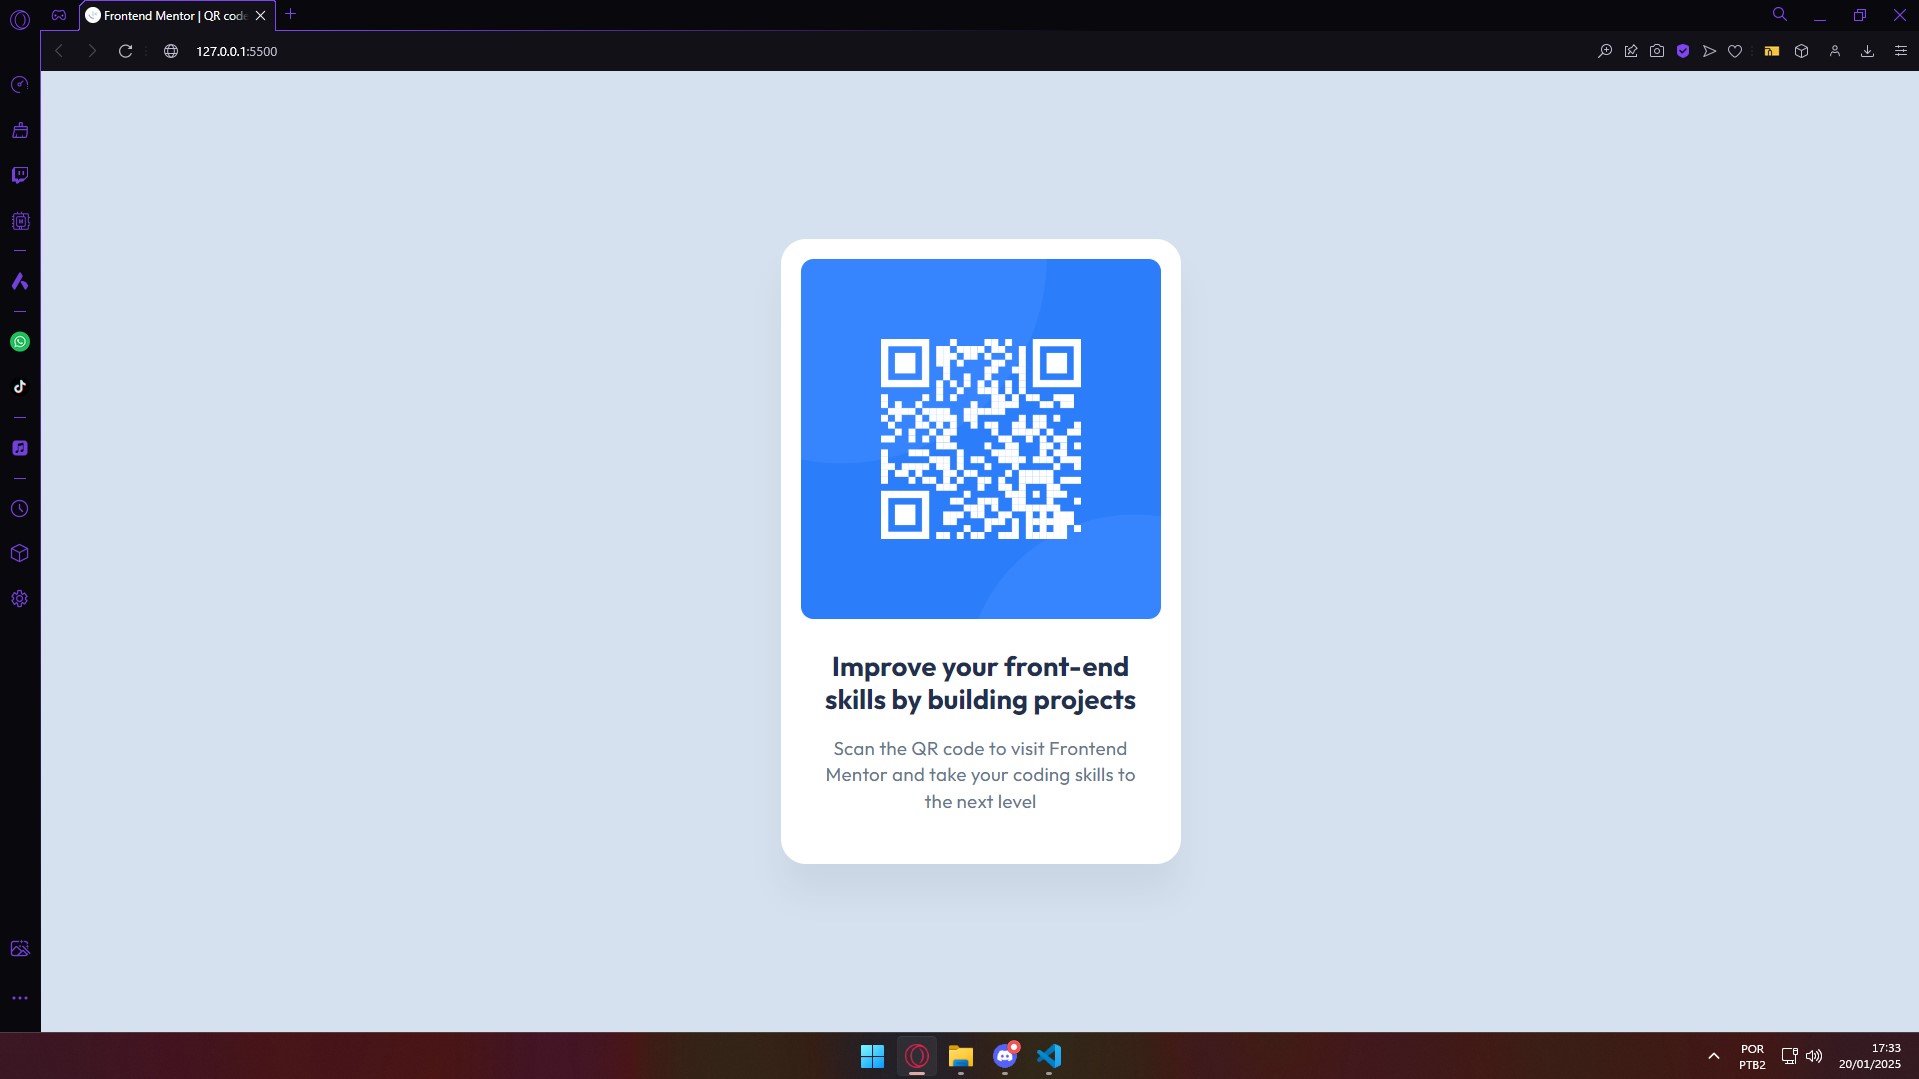 Frontend Mentor | QR code
127.0.0.1:5500
Improve your front-end
skills by building projects
Scan the QR code to visit Frontend
Mentor and take your coding skills to
the next level
POR
PTB2
17:33
20/01/2025